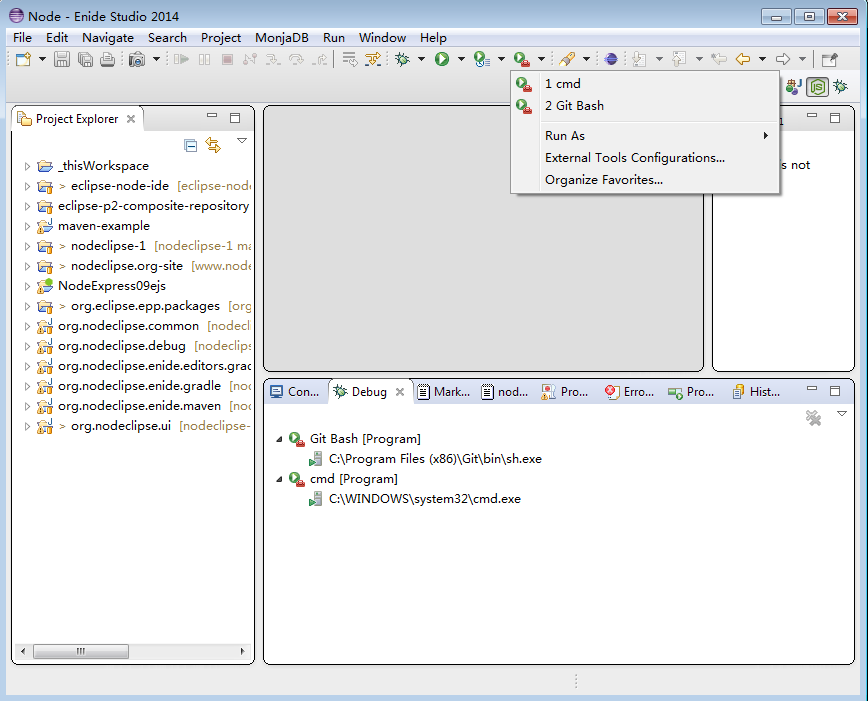 Node - Enide Studio 2014
File Edit Navigate Search Project MonjaDB Run Window Help
1 cmd
2 Git Bash
Run As
External Tools Configurations...
Organize Favorites...
Project Explorer
1
s not
_thisWorkspace
> eclipse-node-ide [eclipse-nod
eclipse-p2-composite-repository
maven-example
> nodeclipse-1 [nodeclipse-1 ma
> nodeclipse.org-site [www.node
NodeExpress09ejs
> org.eclipse.epp.packages [org
org.nodeclipse.common [nodecl
org.nodeclipse.debug [nodeclips
org.nodeclipse.enide.editors.grad
org.nodeclipse.enide.gradle [noc
org.nodeclipse.enide.maven [noc
> org.nodeclipse.ui [nodeclipse-
Con... Debug Mark... nod... Pro... Erro... Pro... Hist...
Git Bash [Program]
C:\Program Files (x86)\Git\bin\sh.exe
cmd [Program]
C:\WINDOWS\system32\cmd.exe